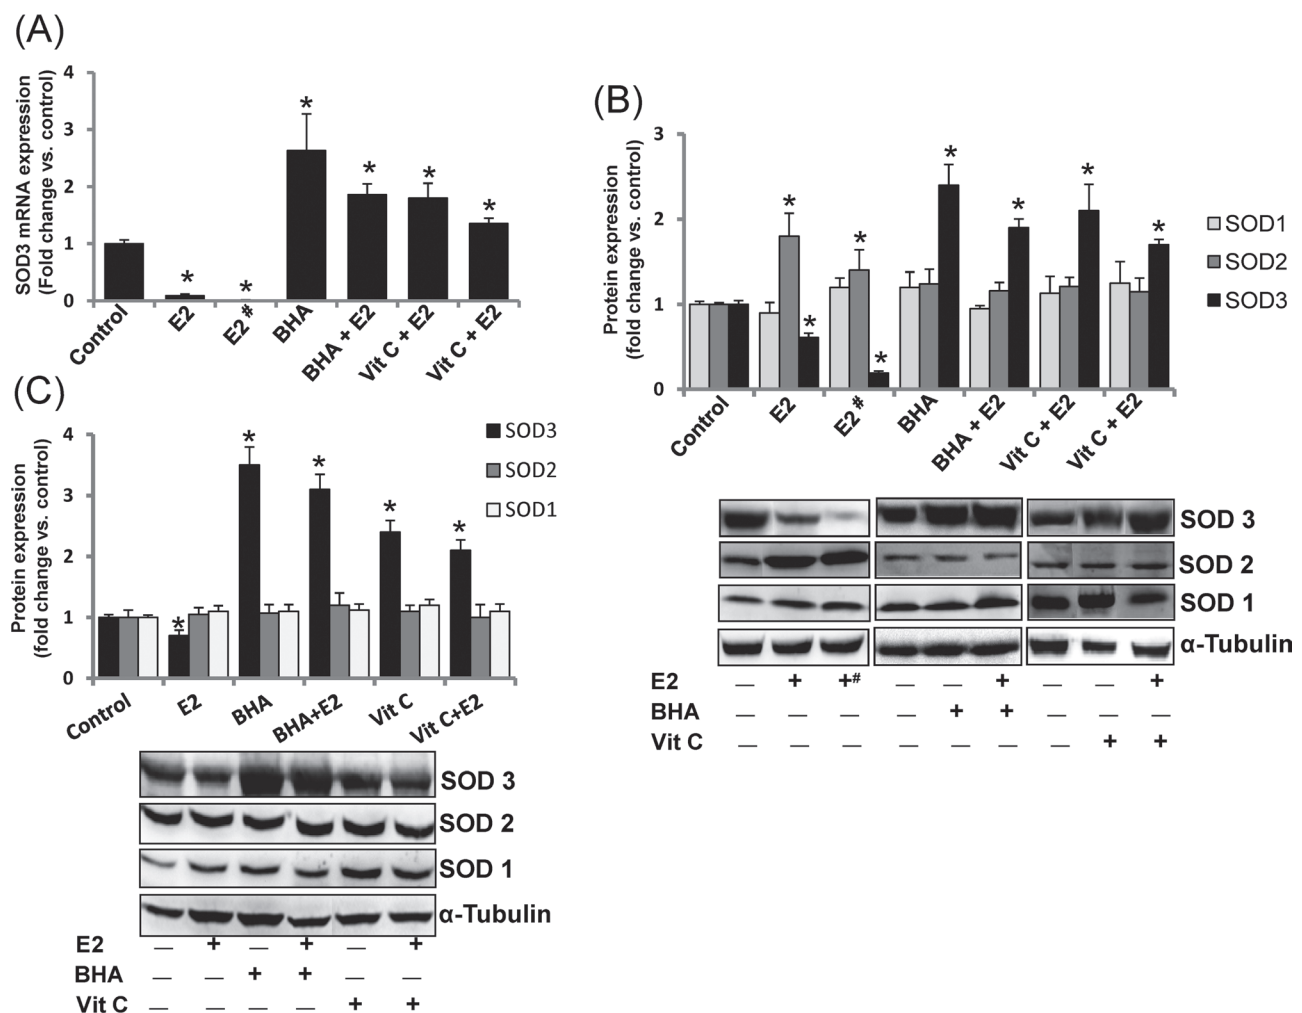 (A)
SOD3 mRNA expression
(Fold change vs. control)
4
3
2
1
0
*
*
*
*
*
*
Control
E2
E2 #
BHA
BHA + E2
Vit C + E2
Vit C + E2
(B)
Protein expression
(fold change vs. control)
3
2
1
0
*
*
*
*
*
*
*
*
Control
E2
E2 #
BHA
BHA + E2
Vit C + E2
Vit C + E2
SOD1
SOD2
SOD3
SOD 3
SOD 2
SOD 1
α-Tubulin
E2 — + +# — — + — — +
BHA — — — — + + — — —
Vit C — — — — — — — + +
(C)
Protein expression
(fold change vs. control)
4
3
2
1
0
*
*
*
*
*
Control
E2
BHA
BHA+E2
Vit C
Vit C+E2
SOD3
SOD2
SOD1
SOD 3
SOD 2
SOD 1
α-Tubulin
E2 — + — + — +
BHA — — + + — —
Vit C — — — — + +